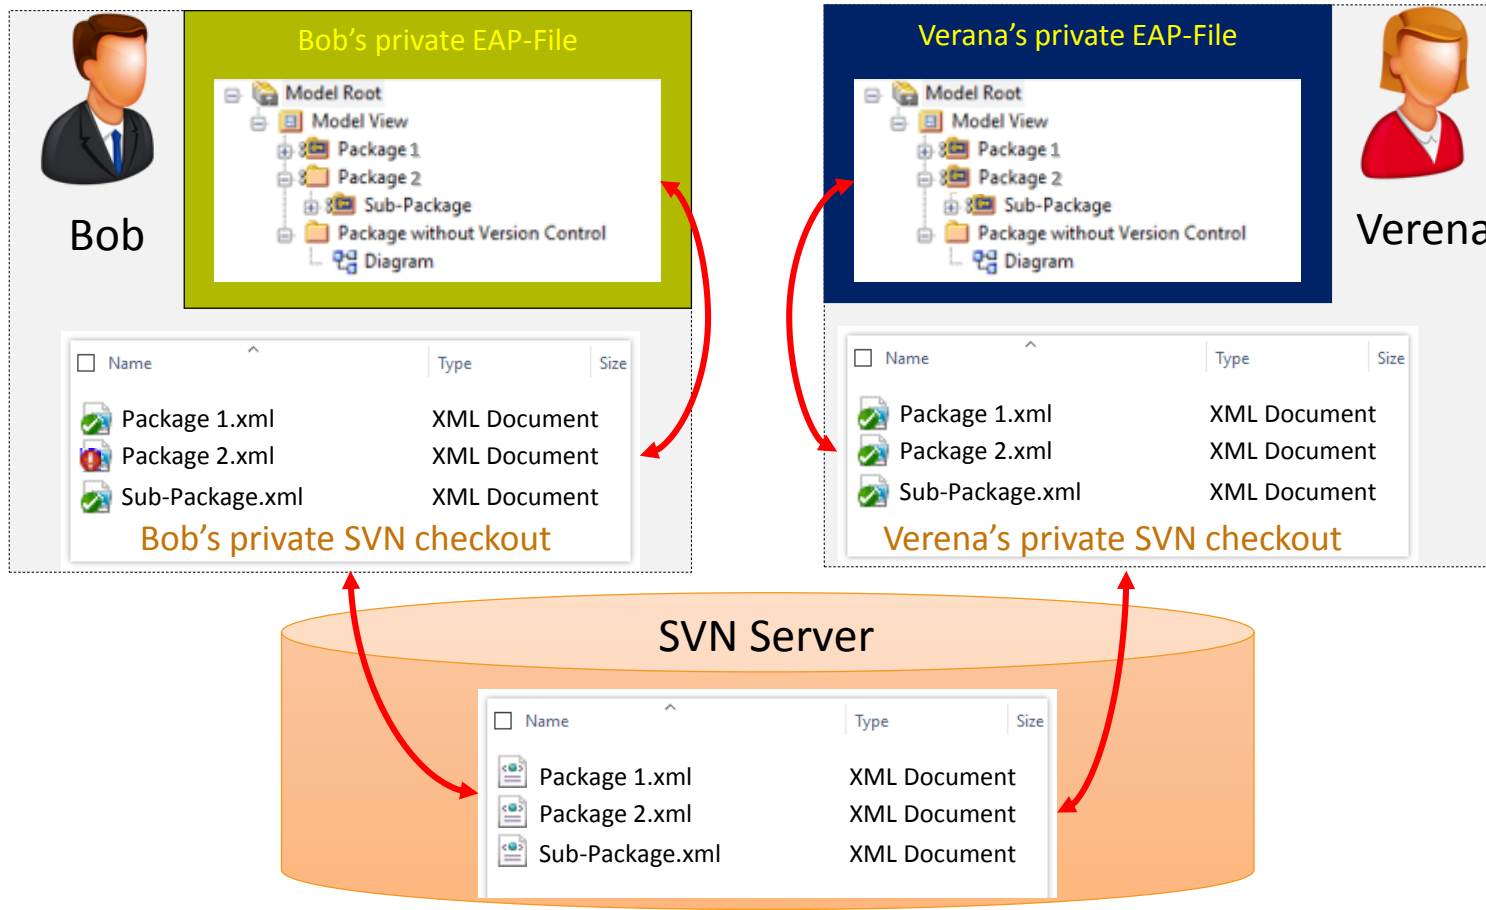 Bob's private EAP-File
Model Root
Model View
Package 1
Package 2
Sub-Package
Package without Version Control
Diagram
Bob
Name Type Size
Package 1.xml XML Document
Package 2.xml XML Document
Sub-Package.xml XML Document
Bob's private SVN checkout
Verana's private EAP-File
Model Root
Model View
Package 1
Package 2
Sub-Package
Package without Version Control
Diagram
Verena
Name Type Size
Package 1.xml XML Document
Package 2.xml XML Document
Sub-Package.xml XML Document
Verena's private SVN checkout
SVN Server
Name Type Size
Package 1.xml XML Document
Package 2.xml XML Document
Sub-Package.xml XML Document